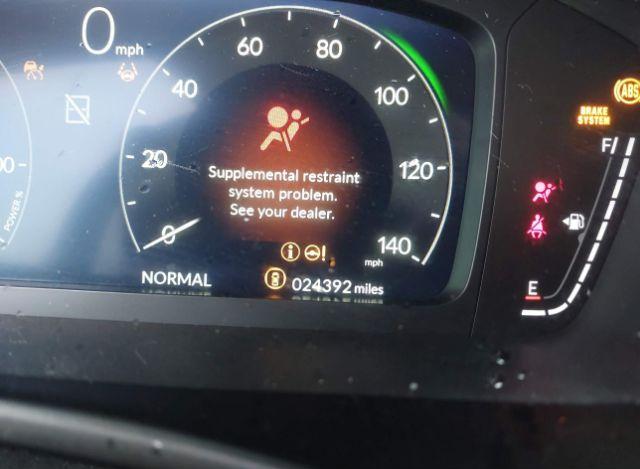 0 mph
60
80
40
100
ABS
BRAKE
SYSTEM
F
20
120
00
POWER %
Supplemental restraint
system problem.
See your dealer.
0
140
mph
E
NORMAL
024392 miles